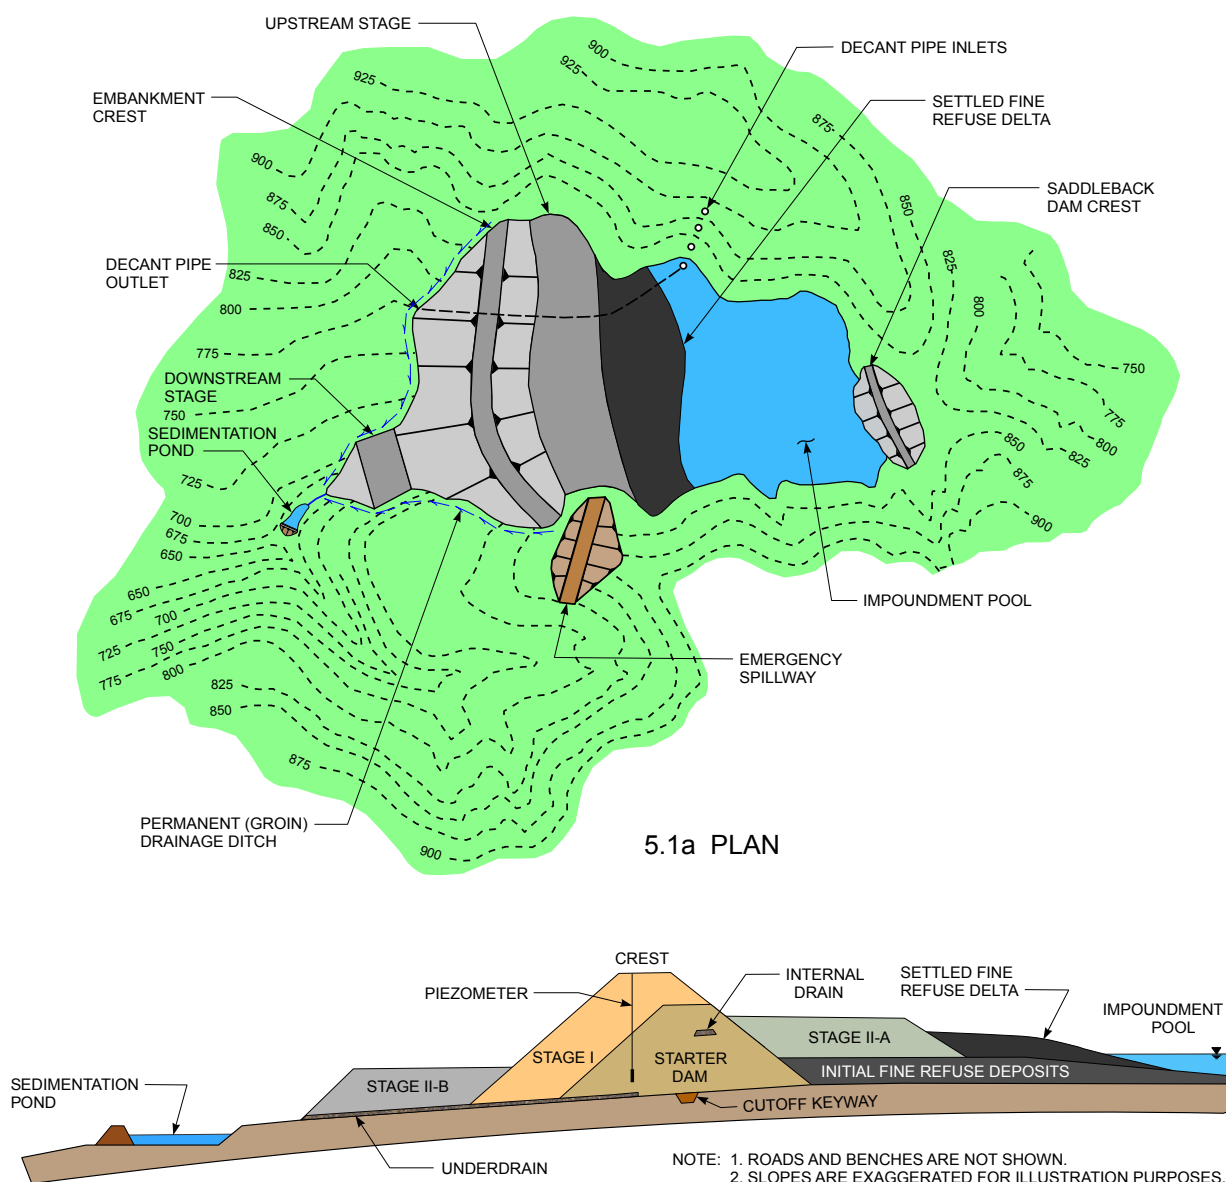 UPSTREAM STAGE
DECANT PIPE INLETS
EMBANKMENT
CREST
SETTLED FINE
REFUSE DELTA
SADDLEBACK
DAM CREST
DECANT PIPE
OUTLET
DOWNSTREAM
STAGE
SEDIMENTATION
POND
IMPOUNDMENT POOL
EMERGENCY
SPILLWAY
PERMANENT (GROIN)
DRAINAGE DITCH
900
925
925
875
900
875
850
825
800
775
750
725
700
675
650
650
675
700
725
750
775
800
825
850
875
900
850
825
800
750
775
800
825
850
875
900
5.1a PLAN
CREST
PIEZOMETER
INTERNAL
DRAIN
SETTLED FINE
REFUSE DELTA
IMPOUNDMENT
POOL
STAGE I
STARTER
DAM
STAGE II-A
STAGE II-B
INITIAL FINE REFUSE DEPOSITS
SEDIMENTATION
POND
CUTOFF KEYWAY
UNDERDRAIN
NOTE: 1. ROADS AND BENCHES ARE NOT SHOWN.
2. SLOPES ARE EXAGGERATED FOR ILLUSTRATION PURPOSES.